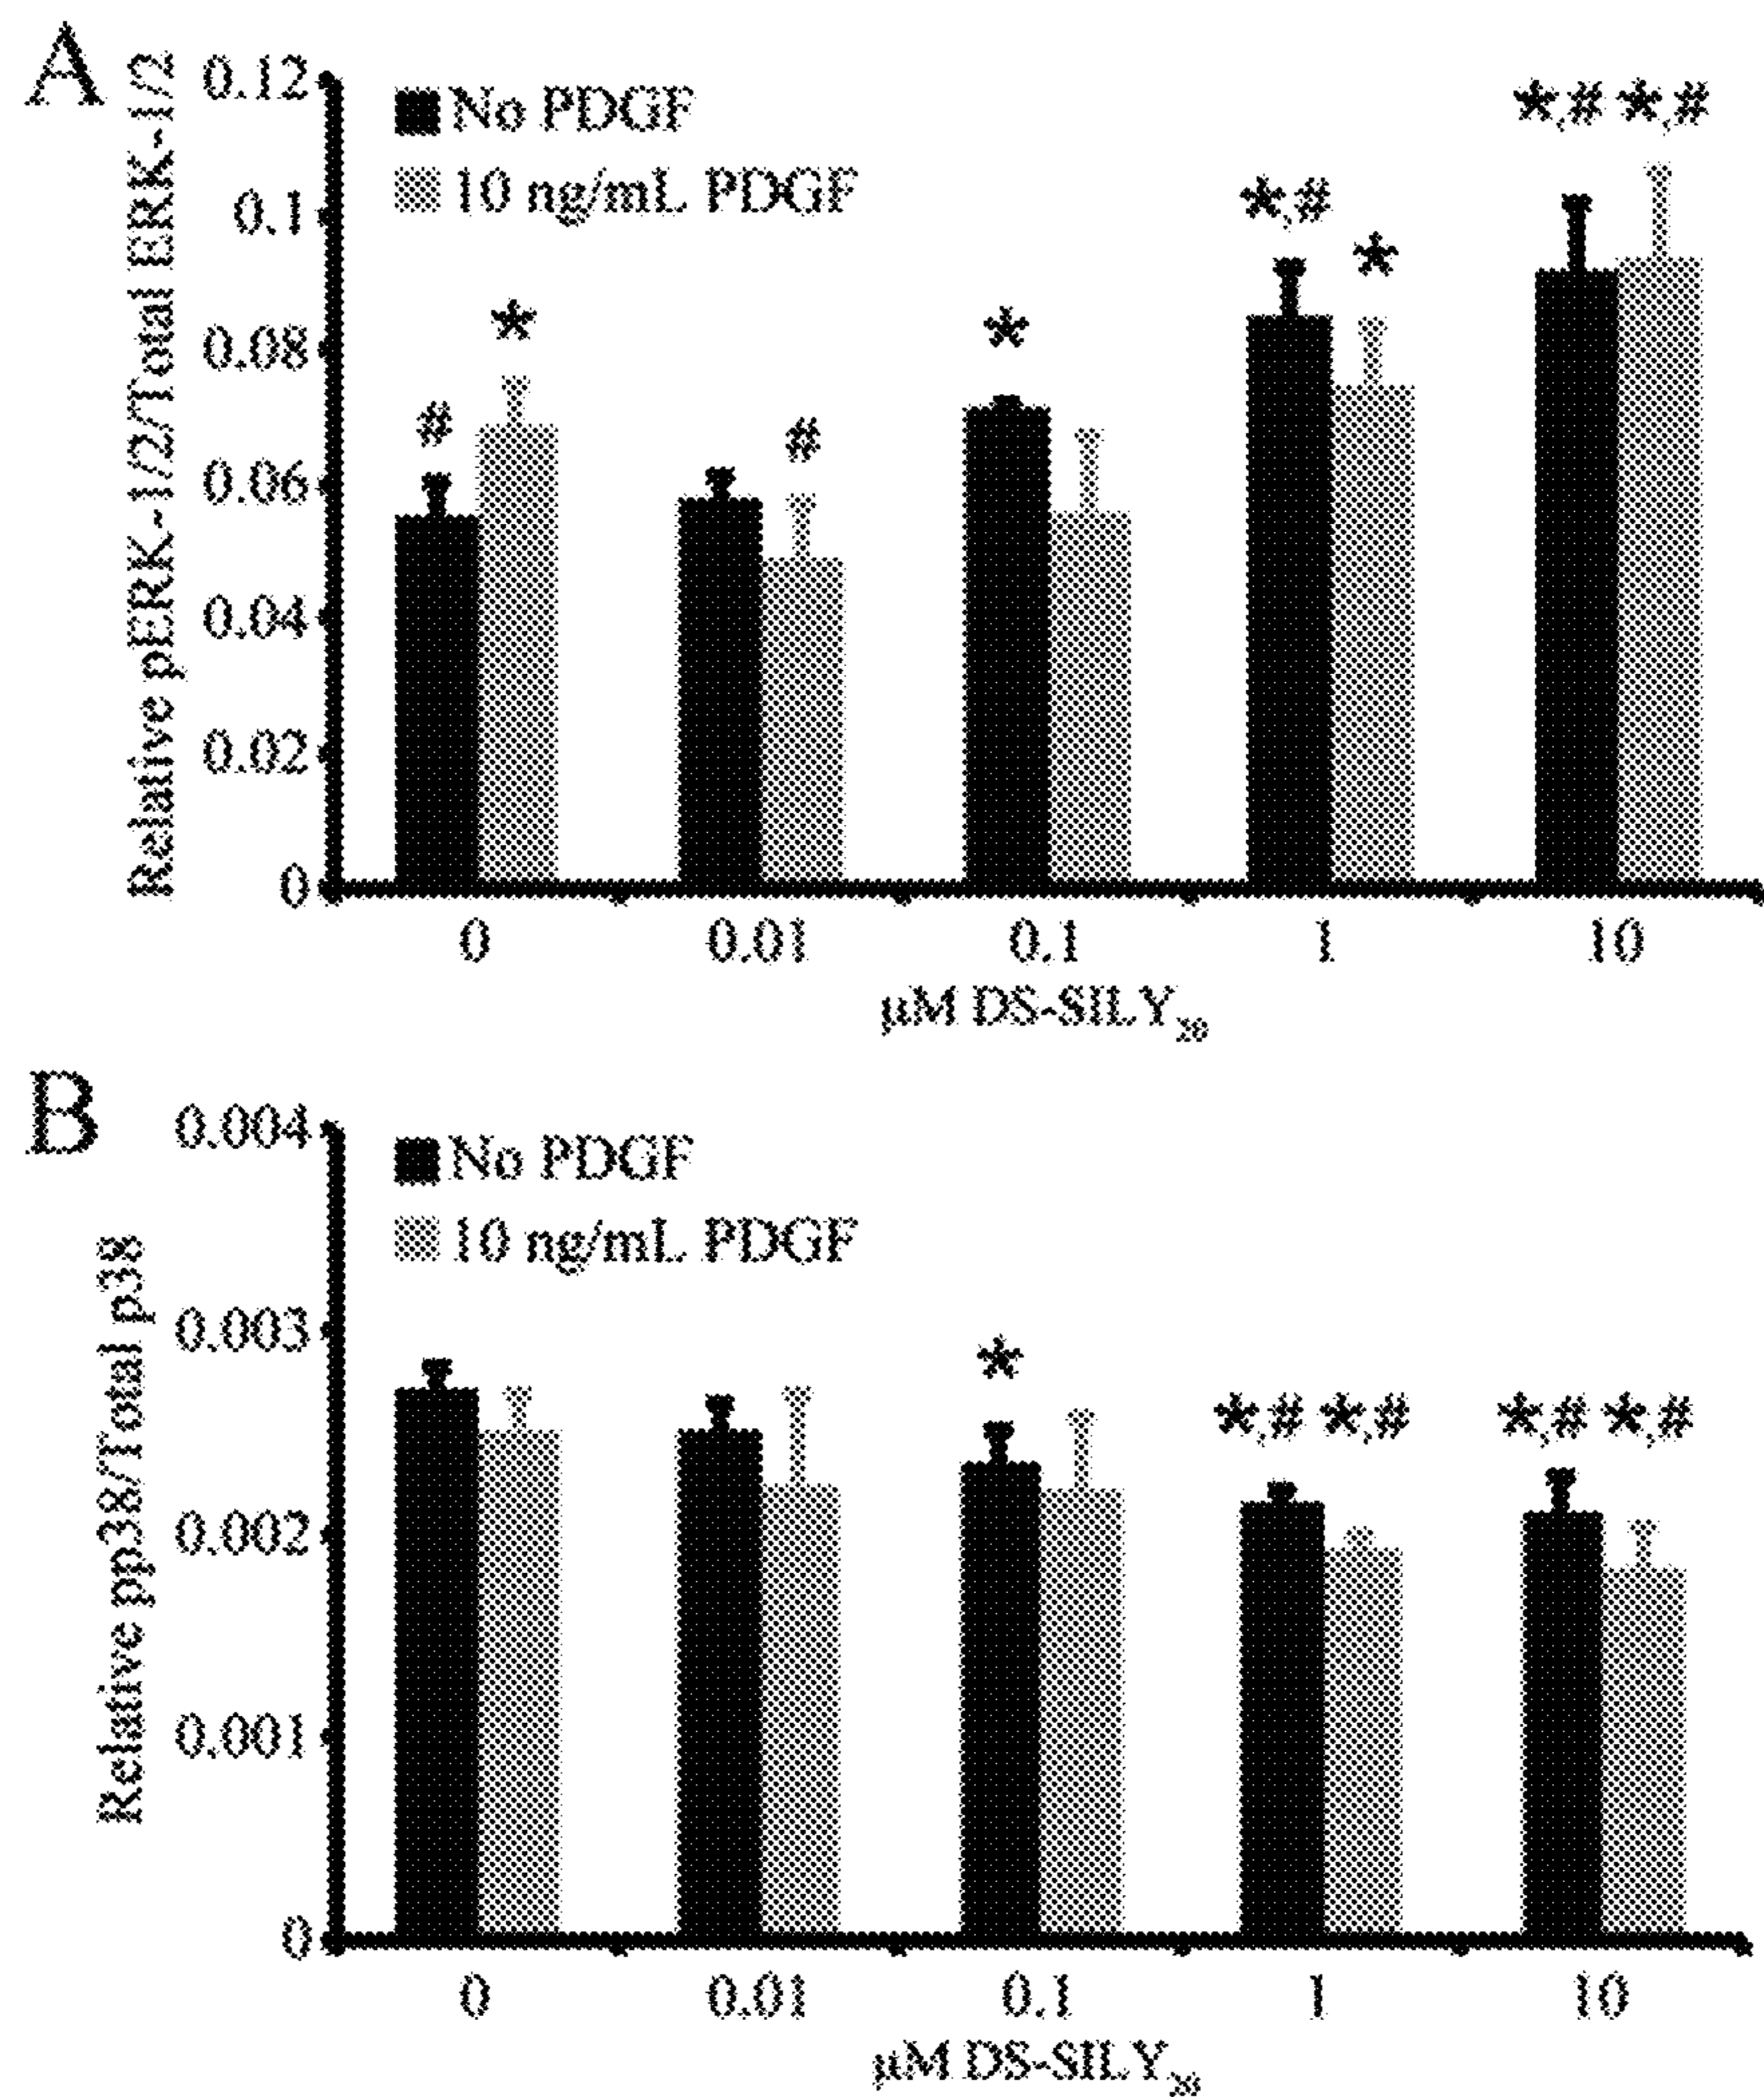 A
Relative pERK-1/2/Total ERK-1/2
0.12
0.1
0.08
0.06
0.04
0.02
0
No PDGF
10 ng/mL PDGF
# * # * *,# * *,# *,#
0 0.01 0.1 1 10
µM DS-SILY20
B
Relative pp38/Total p38
0.004
0.003
0.002
0.001
0
No PDGF
10 ng/mL PDGF
* *,# *,# *,# *,#
0 0.01 0.1 1 10
µM DS-SILY20